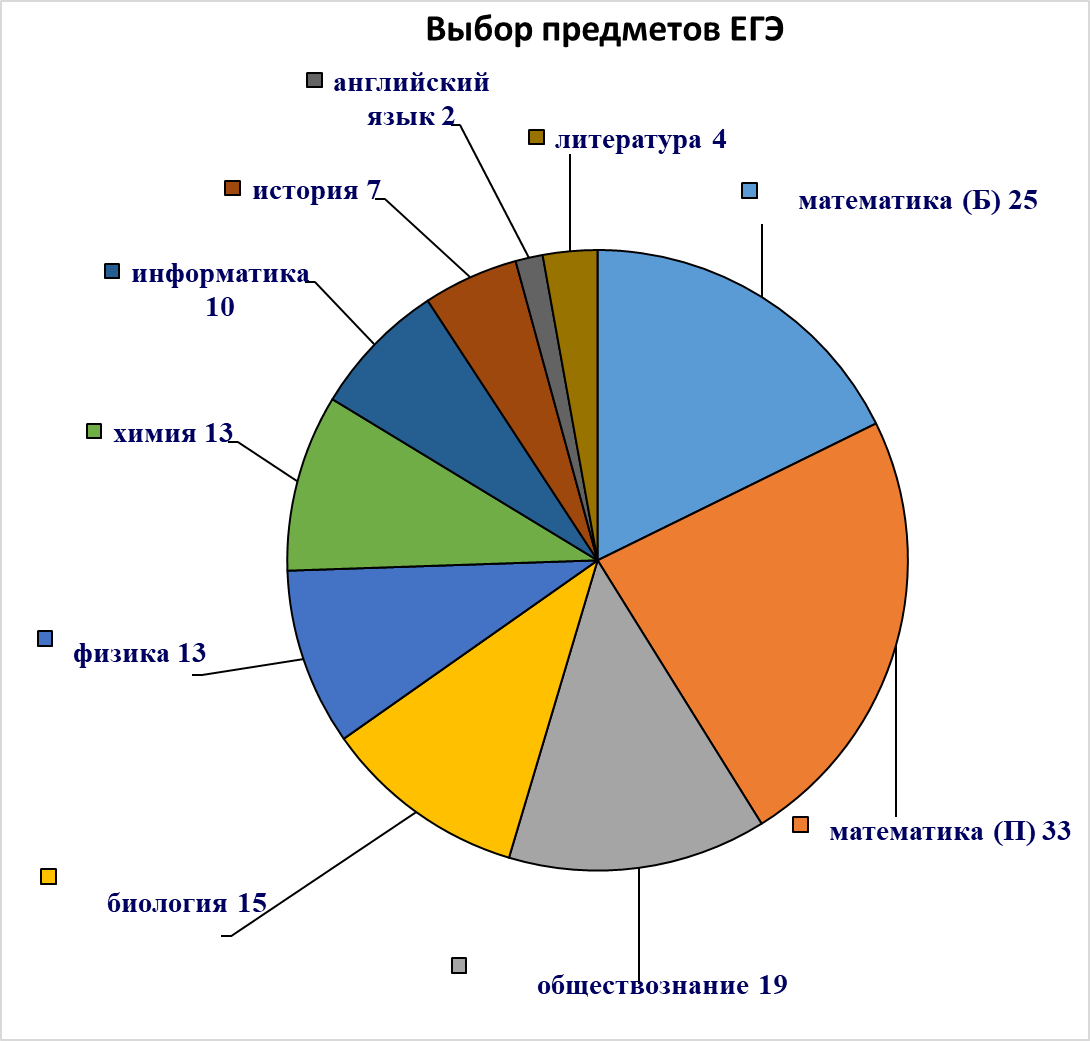 Выбор предметов ЕГЭ
английский
язык 2
литература 4
история 7
математика (Б) 25
информатика
10
химия 13
физика 13
математика (П) 33
биология 15
обществознание 19